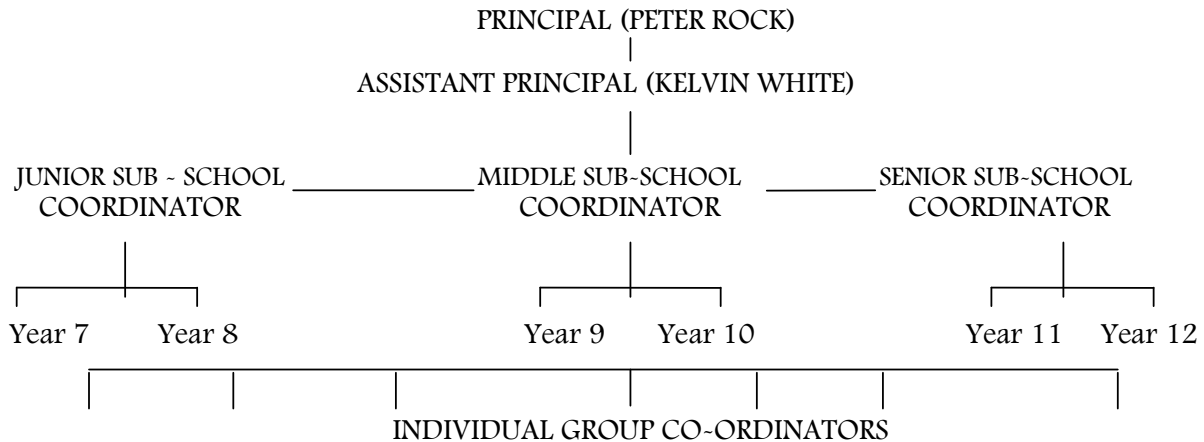 PRINCIPAL (PETER ROCK)
ASSISTANT PRINCIPAL (KELVIN WHITE)
JUNIOR SUB - SCHOOL
COORDINATOR
MIDDLE SUB-SCHOOL
COORDINATOR
SENIOR SUB-SCHOOL
COORDINATOR
Year 7
Year 8
Year 9
Year 10
Year 11
Year 12
INDIVIDUAL GROUP CO-ORDINATORS